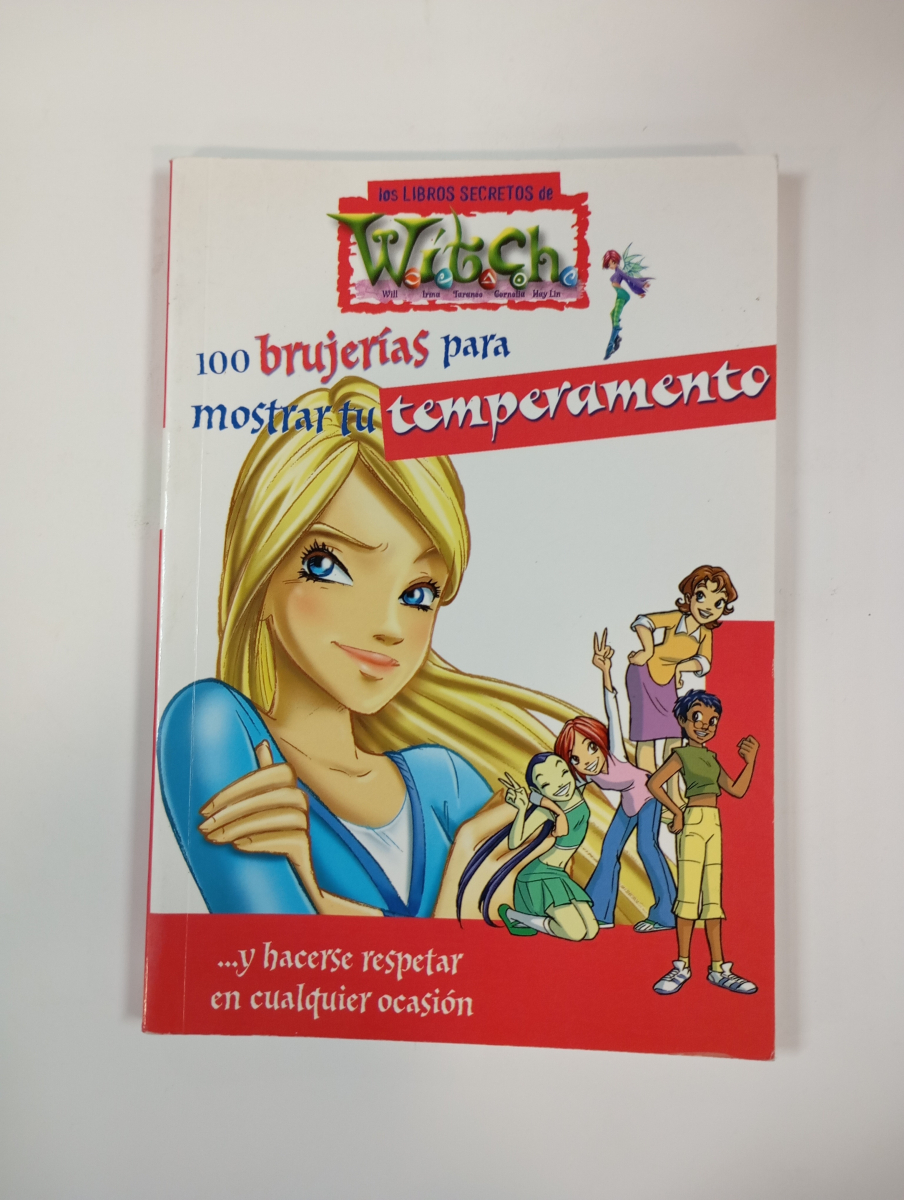 los LIBROS SECRETOS de
W.i.t.c.h.
Will Irma Taranee Cornelia Hay Lin
100 brujerías para
mostrar tu temperamento
...y hacerse respetar
en cualquier ocasión